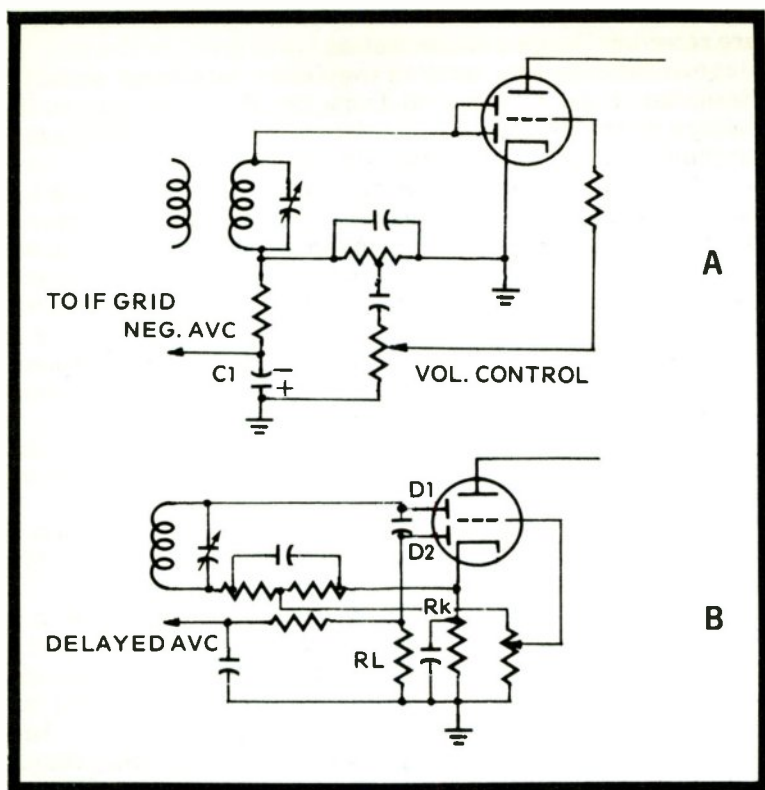 A
TO IF GRID
NEG. AVC
C1
VOL. CONTROL
D1
D2
Rk
B
DELAYED AVC
RL